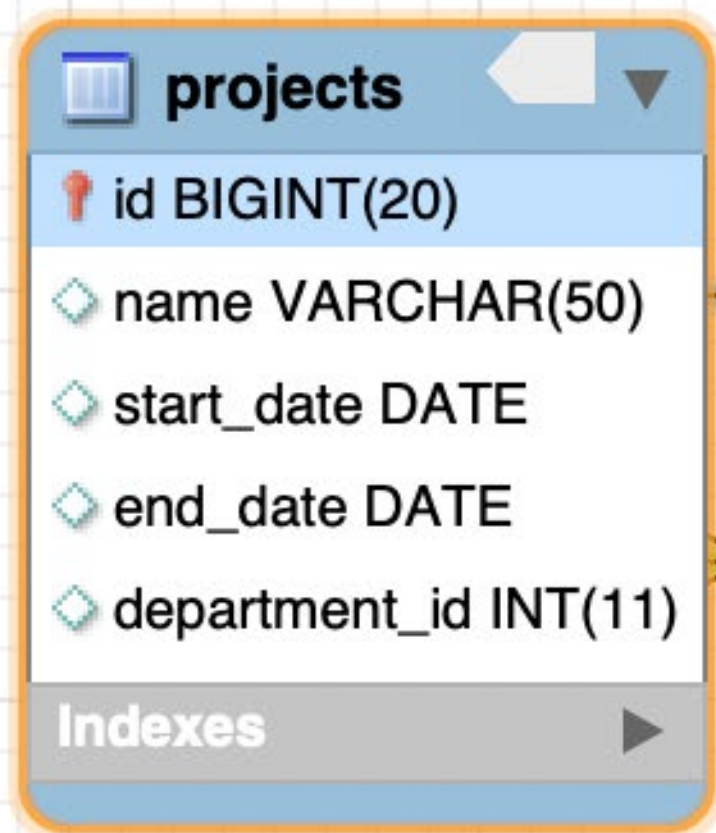 projects
id BIGINT(20)
name VARCHAR(50)
start_date DATE
end_date DATE
department_id INT(11)
Indexes